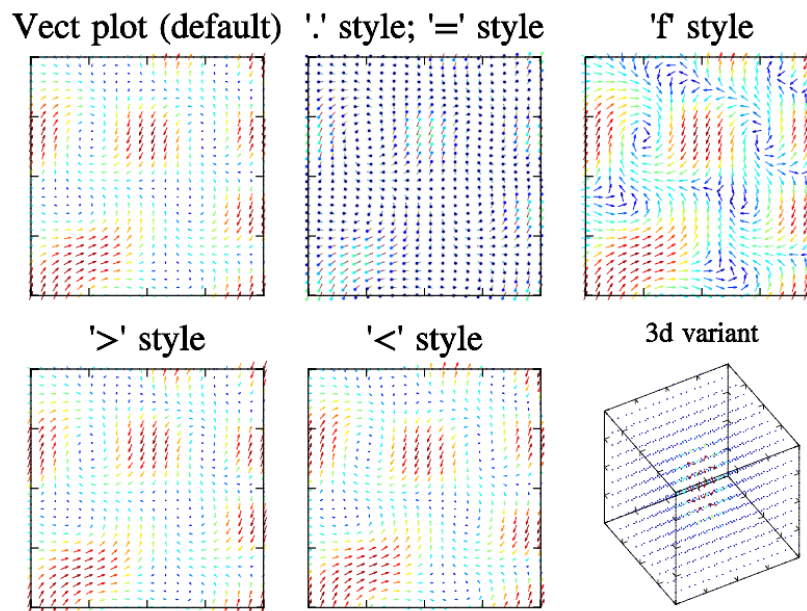 Vect plot (default)
'.' style; '=' style
'f' style
'>' style
'<' style
3d variant